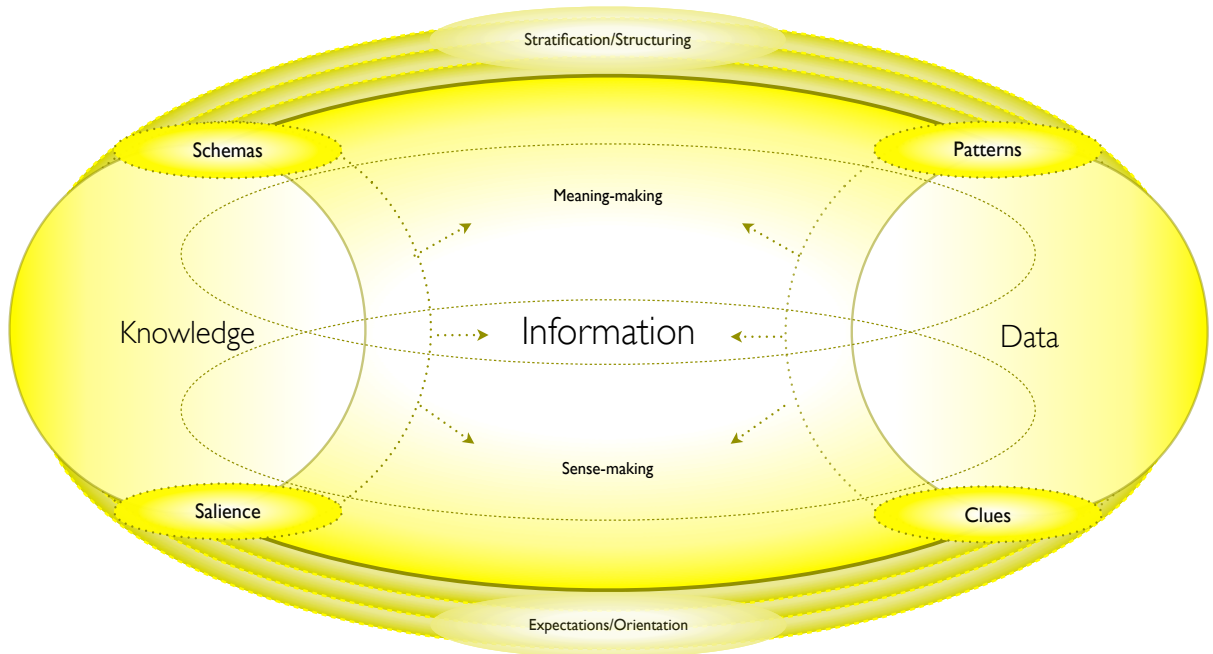 Stratification/Structuring
Schemas
Patterns
Meaning-making
Knowledge
Information
Data
Sense-making
Salience
Clues
Expectations/Orientation